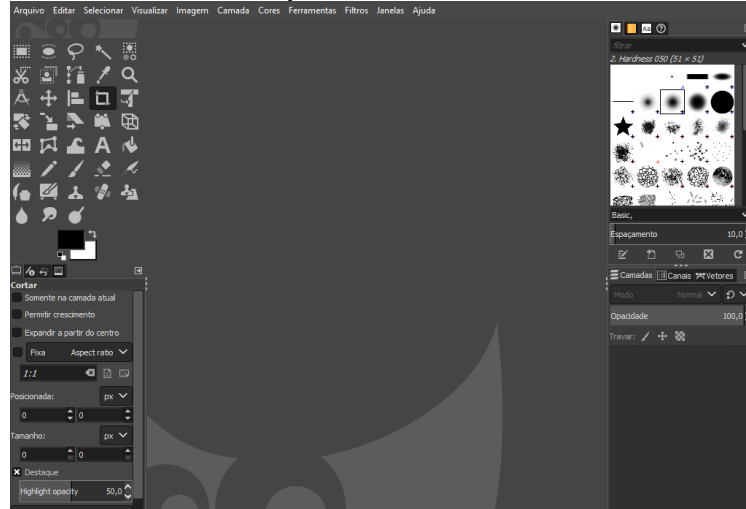 Arquivo Editar Selecionar Visualizar Imagem Camada Cores Ferramentas Filtros Janelas Ajuda
filtrar
2. Hardness 050 (51 × 51)
Basic,
Espaçamento 10,0
Camadas Canais Vetores
Modo Normal
Opacidade 100,0
Travar:
Cortar
Somente na camada atual
Permitir crescimento
Expandir a partir do centro
Fixa Aspect ratio
1:1
Posicionada: px
0 0
Tamanho: px
0 0
Destaque
Highlight opacity 50,0